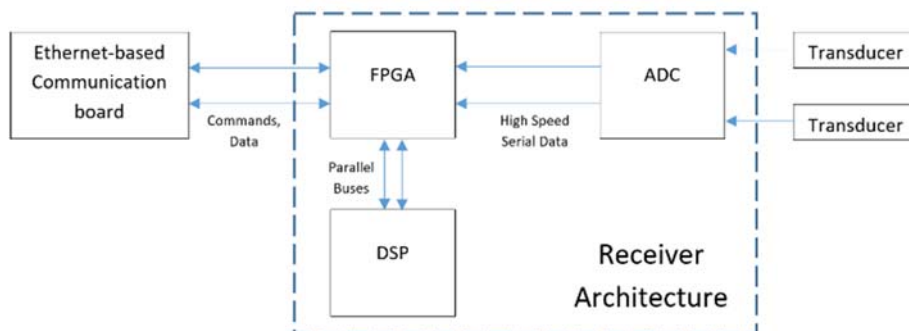 Ethernet-based
Communication
board
FPGA
ADC
Transducer
Transducer
Commands,
Data
High Speed
Serial Data
Parallel
Buses
DSP
Receiver
Architecture